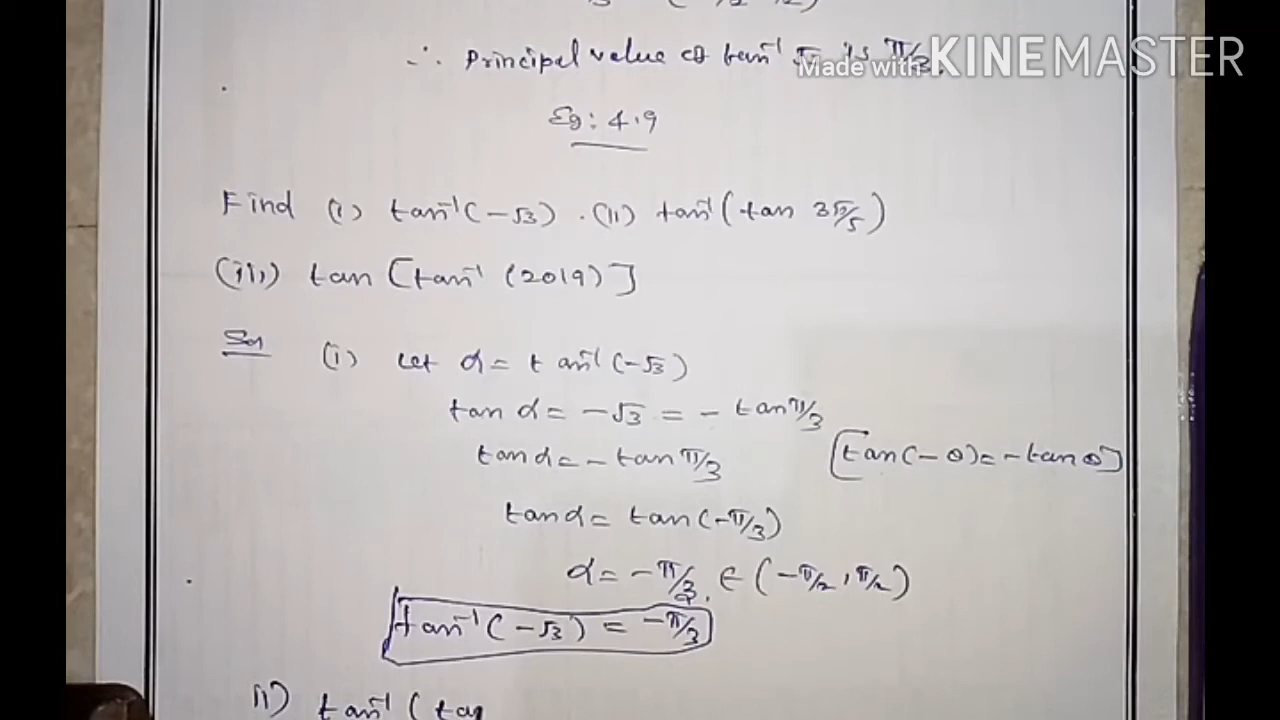 ∴ principal value of tan⁻¹ √3 is π/3.
Made with KINEMASTER
Eg: 4.9
Find (i) tan⁻¹(-√3) . (ii) tan⁻¹(tan 3π/5)
(iii) tan [tan⁻¹ (2019)]
Sol (i) Let α = tan⁻¹(-√3)
tan α = -√3 = - tan π/3
tan α = - tan π/3 [tan(-θ) = -tan θ]
tan α = tan(-π/3)
α = -π/3 ∈ (-π/2, π/2)
tan⁻¹(-√3) = -π/3
ii) tan⁻¹ ( tan